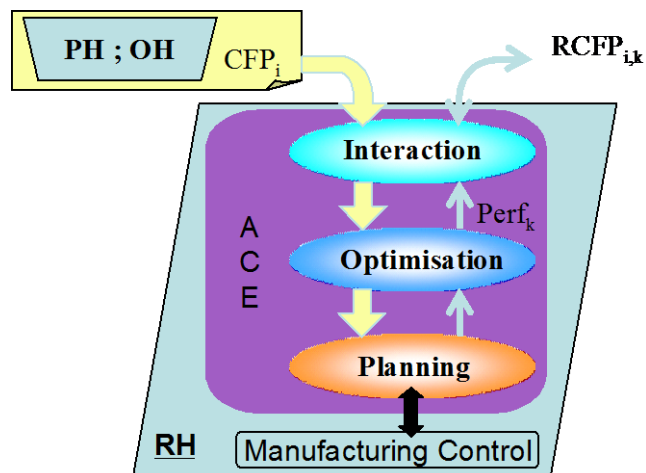 PH ; OH
CFPi
RCFPi,k
Interaction
Perfk
A
C
E
Optimisation
Planning
RH
Manufacturing Control